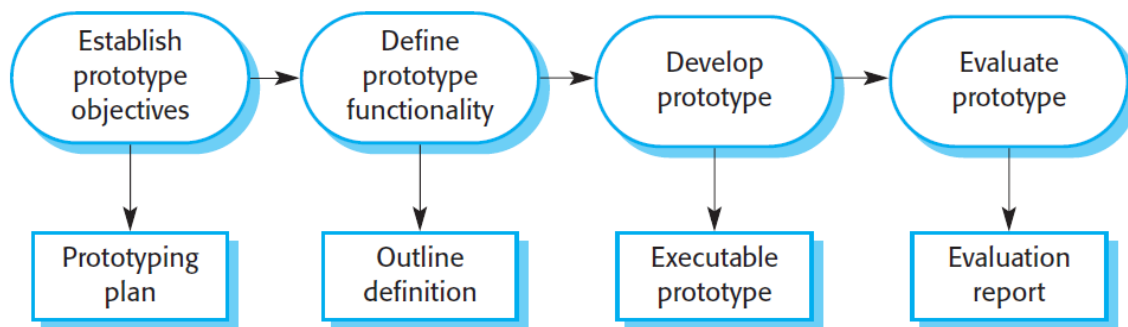 Establish
prototype
objectives
Define
prototype
functionality
Develop
prototype
Evaluate
prototype
Prototyping
plan
Outline
definition
Executable
prototype
Evaluation
report